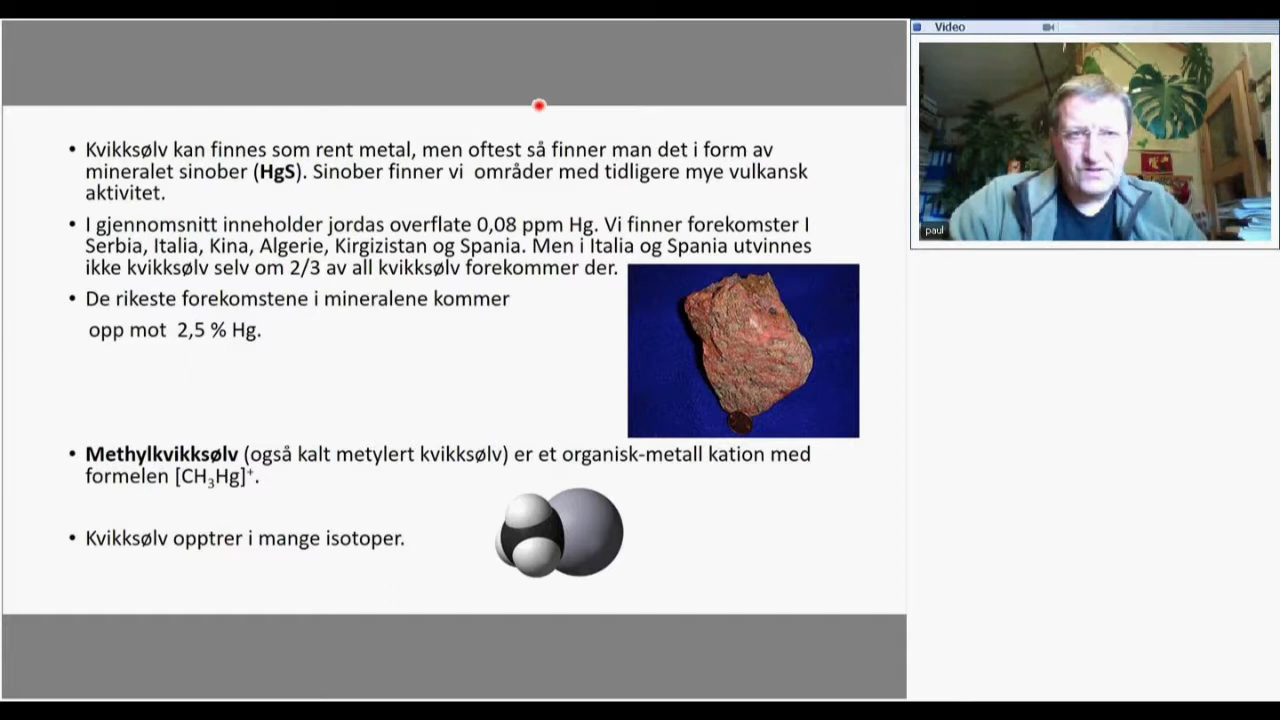 Video
• Kvikksølv kan finnes som rent metal, men oftest så finner man det i form av
mineralet sinober (HgS). Sinober finner vi  områder med tidligere mye vulkansk
aktivitet.
• I gjennomsnitt inneholder jordas overflate 0,08 ppm Hg. Vi finner forekomster I
Serbia, Italia, Kina, Algerie, Kirgizistan og Spania. Men i Italia og Spania utvinnes
ikke kvikksølv selv om 2/3 av all kvikksølv forekommer der.
• De rikeste forekomstene i mineralene kommer
opp mot  2,5 % Hg.
• Methylkvikksølv (også kalt metylert kvikksølv) er et organisk-metall kation med
formelen [CH₃Hg]⁺.
• Kvikksølv opptrer i mange isotoper.
paul